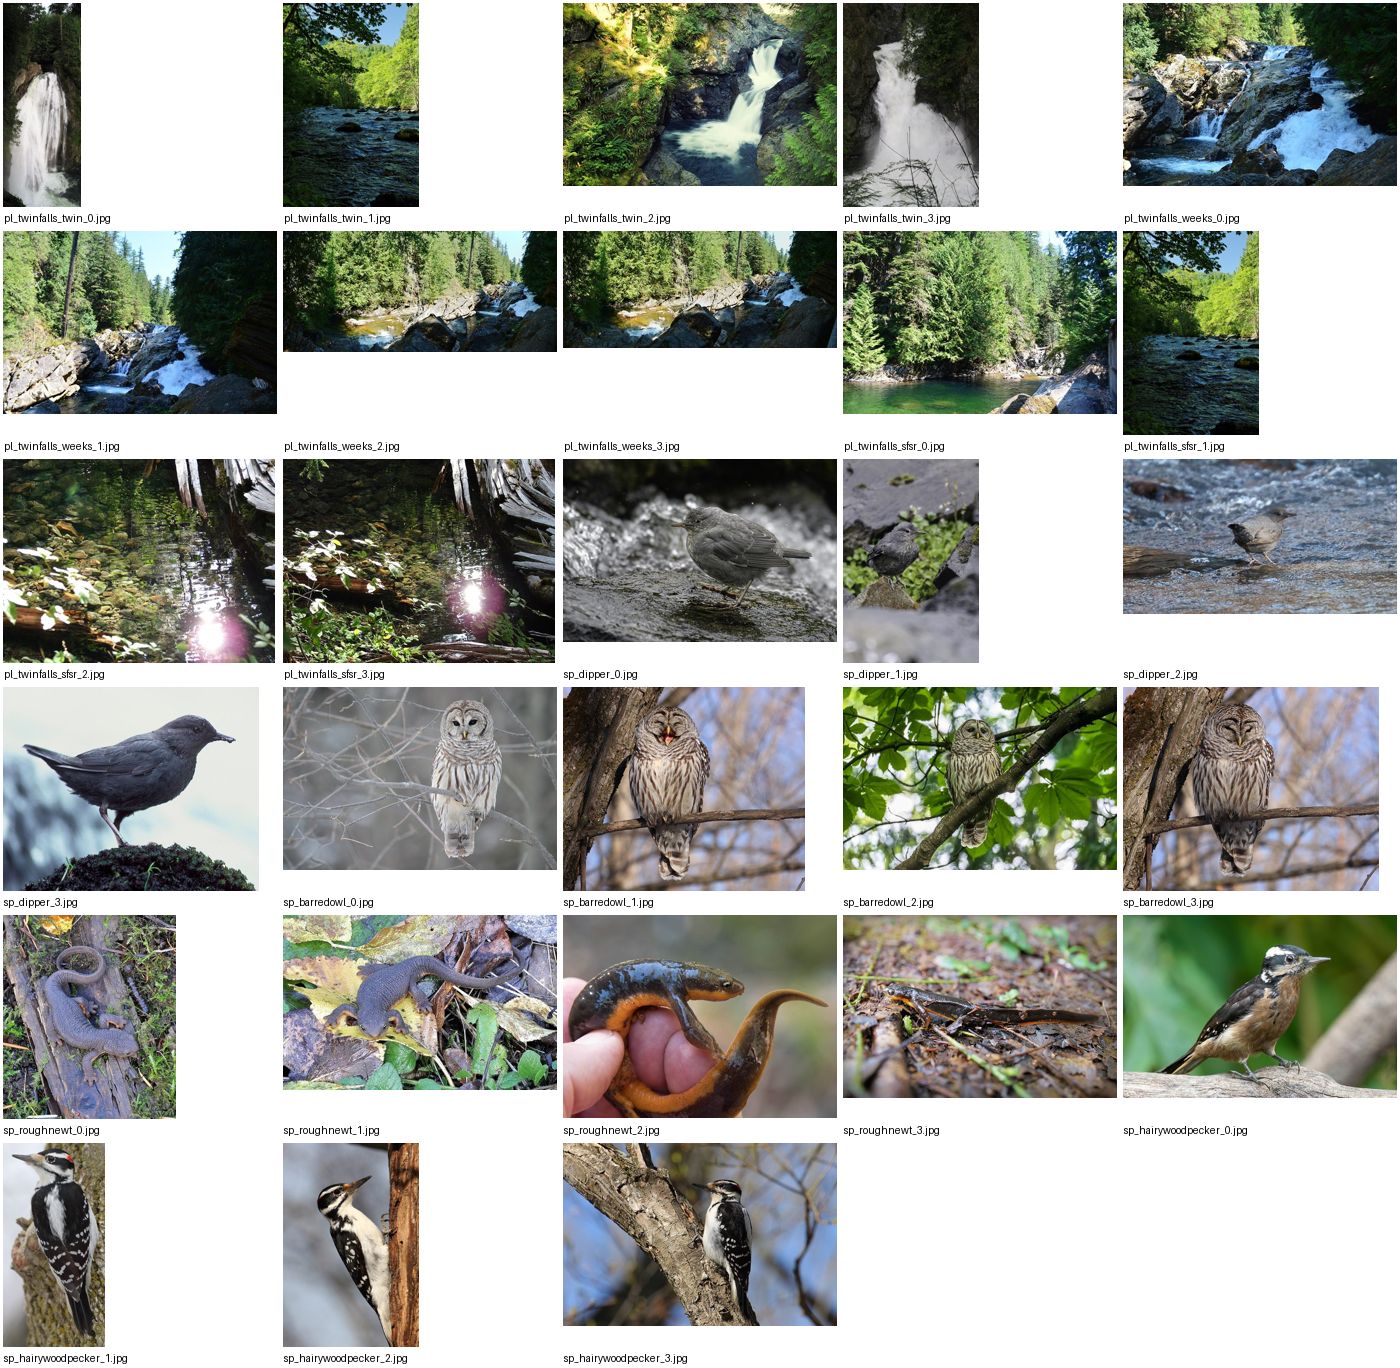 pl_twinfalls_twin_0.jpg
pl_twinfalls_twin_1.jpg
pl_twinfalls_twin_2.jpg
pl_twinfalls_twin_3.jpg
pl_twinfalls_weeks_0.jpg
pl_twinfalls_weeks_1.jpg
pl_twinfalls_weeks_2.jpg
pl_twinfalls_weeks_3.jpg
pl_twinfalls_sfsr_0.jpg
pl_twinfalls_sfsr_1.jpg
pl_twinfalls_sfsr_2.jpg
pl_twinfalls_sfsr_3.jpg
sp_dipper_0.jpg
sp_dipper_1.jpg
sp_dipper_2.jpg
sp_dipper_3.jpg
sp_barredowl_0.jpg
sp_barredowl_1.jpg
sp_barredowl_2.jpg
sp_barredowl_3.jpg
sp_roughnewt_0.jpg
sp_roughnewt_1.jpg
sp_roughnewt_2.jpg
sp_roughnewt_3.jpg
sp_hairywoodpecker_0.jpg
sp_hairywoodpecker_1.jpg
sp_hairywoodpecker_2.jpg
sp_hairywoodpecker_3.jpg